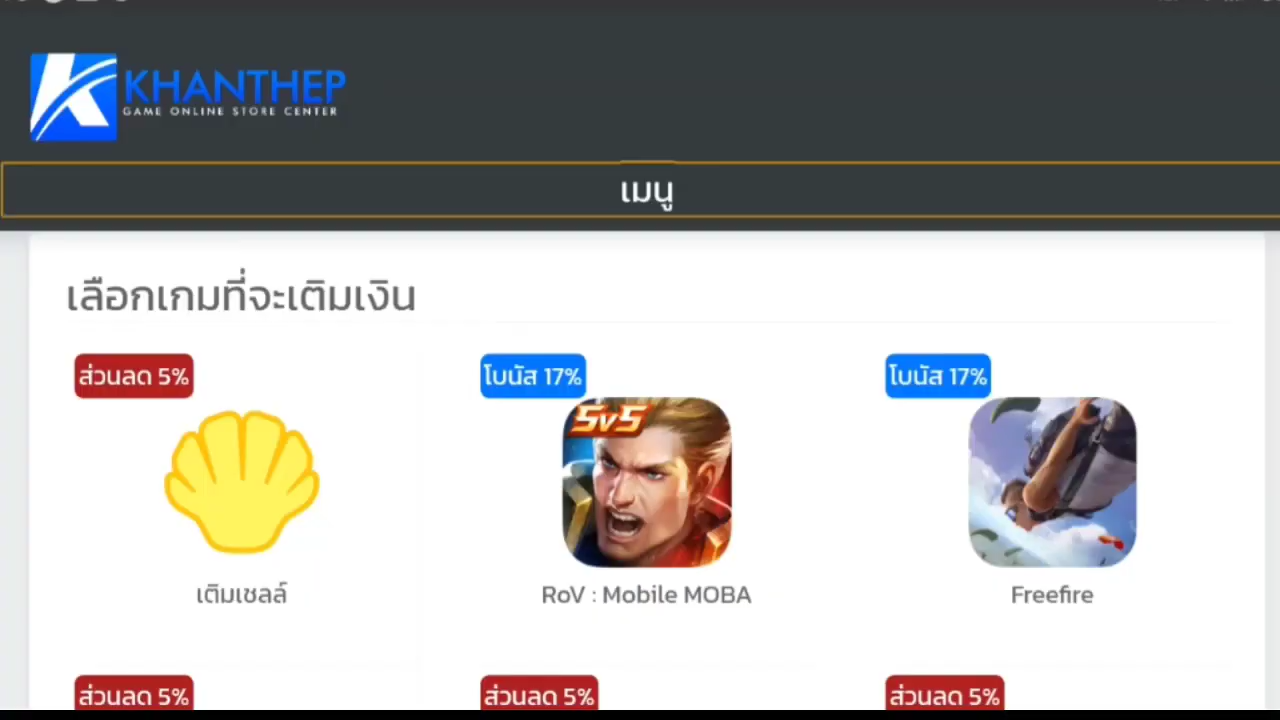 KHANTHEP
GAME ONLINE STORE CENTER
เมนู
เลือกเกมที่จะเติมเงิน
ส่วนลด 5%
โบนัส 17%
โบนัส 17%
5v5
เติมเชลล์
RoV : Mobile MOBA
Freefire
ส่วนลด 5%
ส่วนลด 5%
ส่วนลด 5%